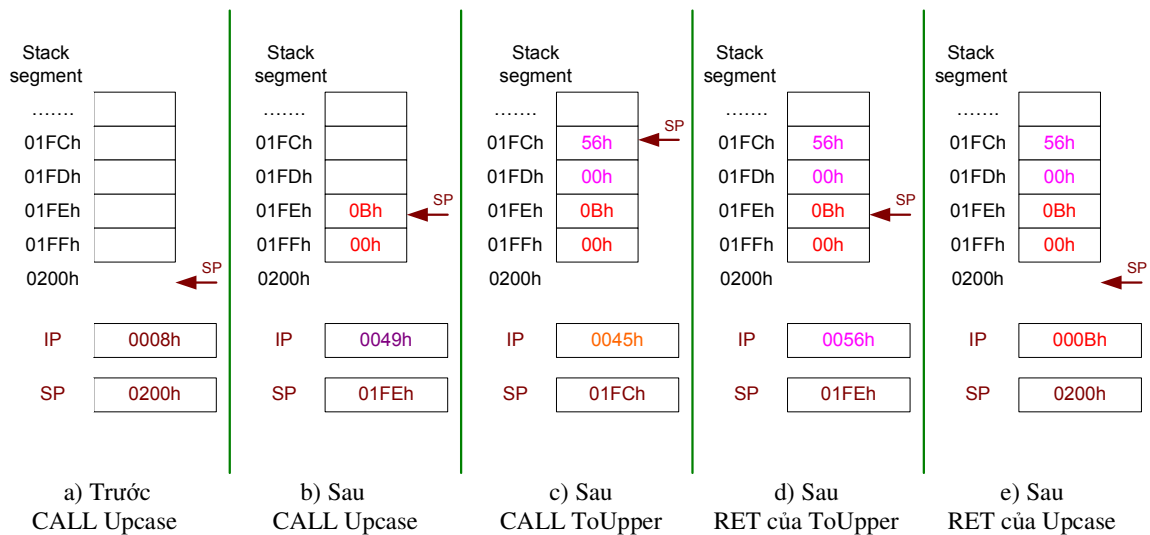 Stack
segment
…….
01FCh
01FDh
01FEh
01FFh
0200h
SP
IP
0008h
SP
0200h
a) Trước
CALL Upcase
Stack
segment
…….
01FCh
01FDh
01FEh
0Bh
SP
01FFh
00h
0200h
IP
0049h
SP
01FEh
b) Sau
CALL Upcase
Stack
segment
…….
01FCh
56h
SP
01FDh
00h
01FEh
0Bh
01FFh
00h
0200h
IP
0045h
SP
01FCh
c) Sau
CALL ToUpper
Stack
segment
…….
01FCh
56h
01FDh
00h
01FEh
0Bh
SP
01FFh
00h
0200h
IP
0056h
SP
01FEh
d) Sau
RET của ToUpper
Stack
segment
…….
01FCh
56h
01FDh
00h
01FEh
0Bh
01FFh
00h
0200h
SP
IP
000Bh
SP
0200h
e) Sau
RET của Upcase